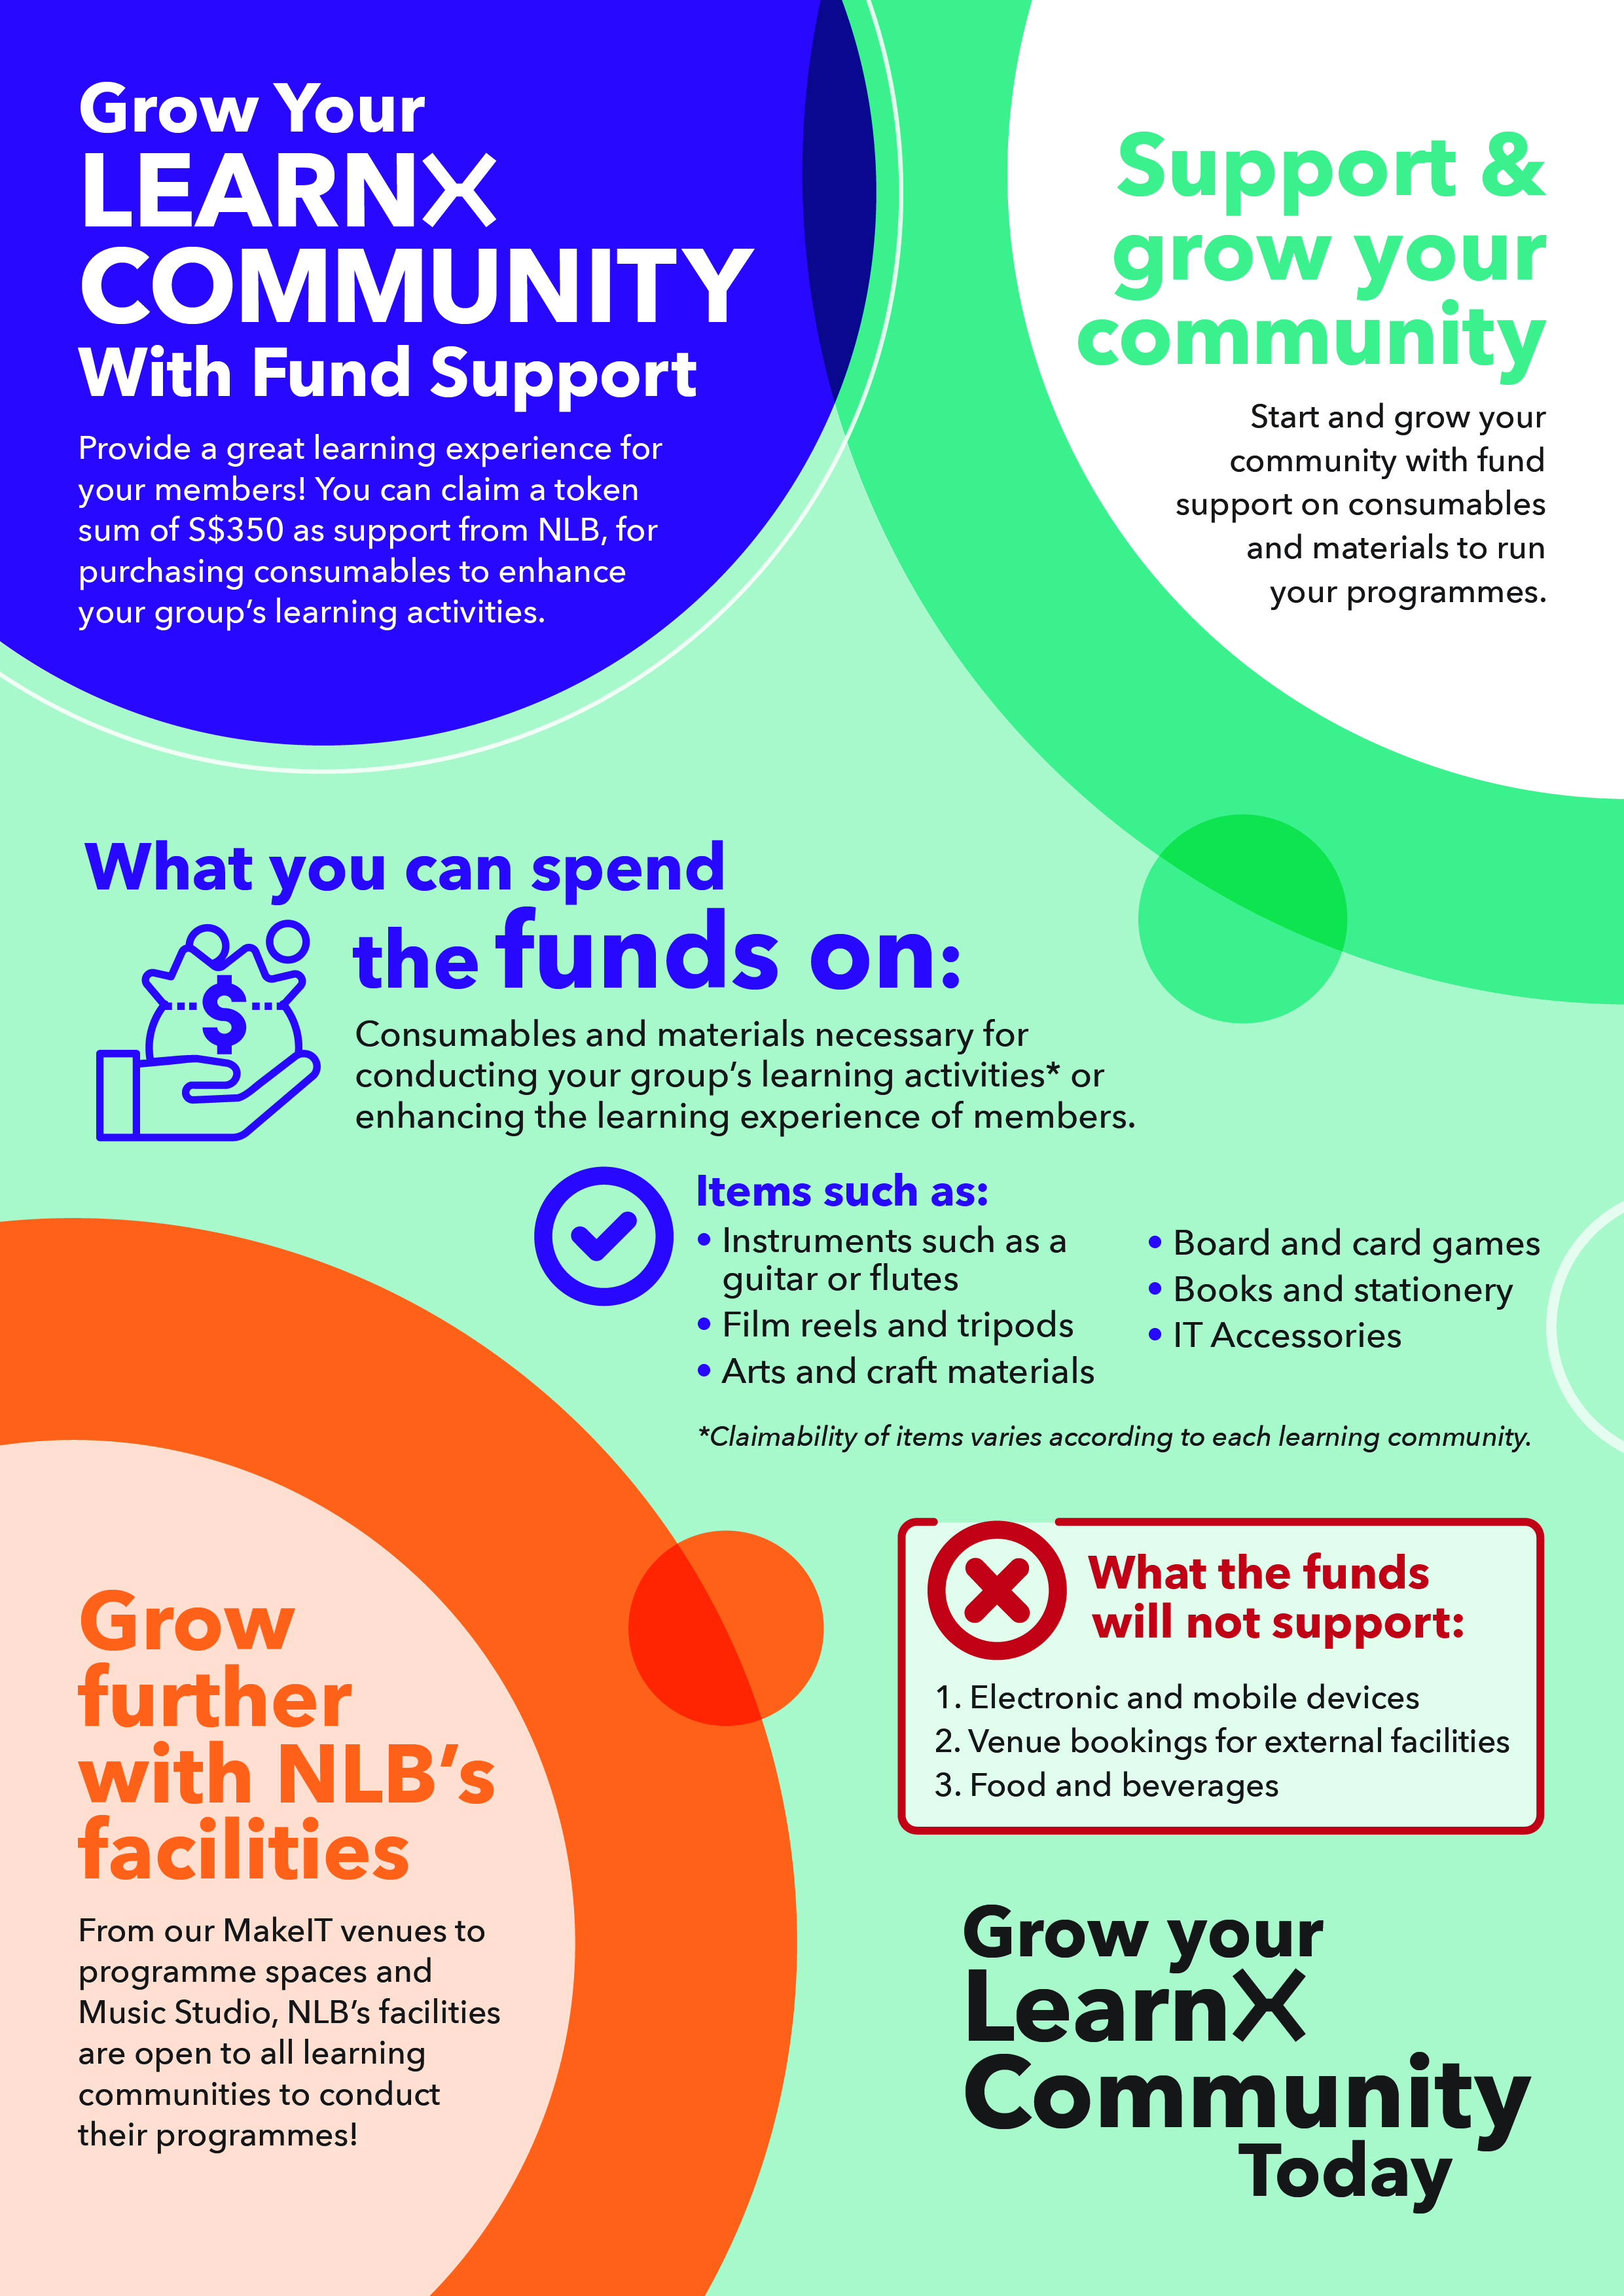 Grow Your
LEARNX
COMMUNITY
With Fund Support
Provide a great learning experience for
your members! You can claim a token
sum of S$350 as support from NLB, for
purchasing consumables to enhance
your group's learning activities.
Support &
grow your
community
Start and grow your
community with fund
support on consumables
and materials to run
your programmes.
What you can spend
the funds on:
$
Consumables and materials necessary for
conducting your group's learning activities* or
enhancing the learning experience of members.
Items such as:
• Instruments such as a
guitar or flutes
• Film reels and tripods
• Arts and craft materials
• Board and card games
• Books and stationery
• IT Accessories
*Claimability of items varies according to each learning community.
What the funds
will not support:
1. Electronic and mobile devices
2. Venue bookings for external facilities
3. Food and beverages
Grow
further
with NLB's
facilities
From our MakeIT venues to
programme spaces and
Music Studio, NLB's facilities
are open to all learning
communities to conduct
their programmes!
Grow your
LearnX
Community
Today